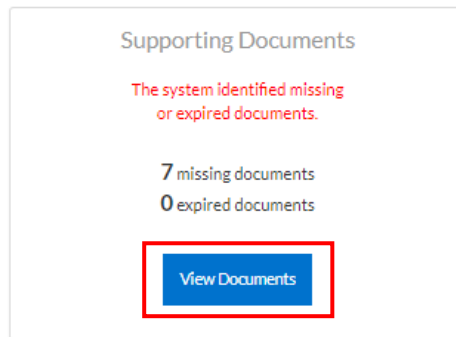 Supporting Documents
The system identified missing
or expired documents.
7 missing documents
0 expired documents
View Documents